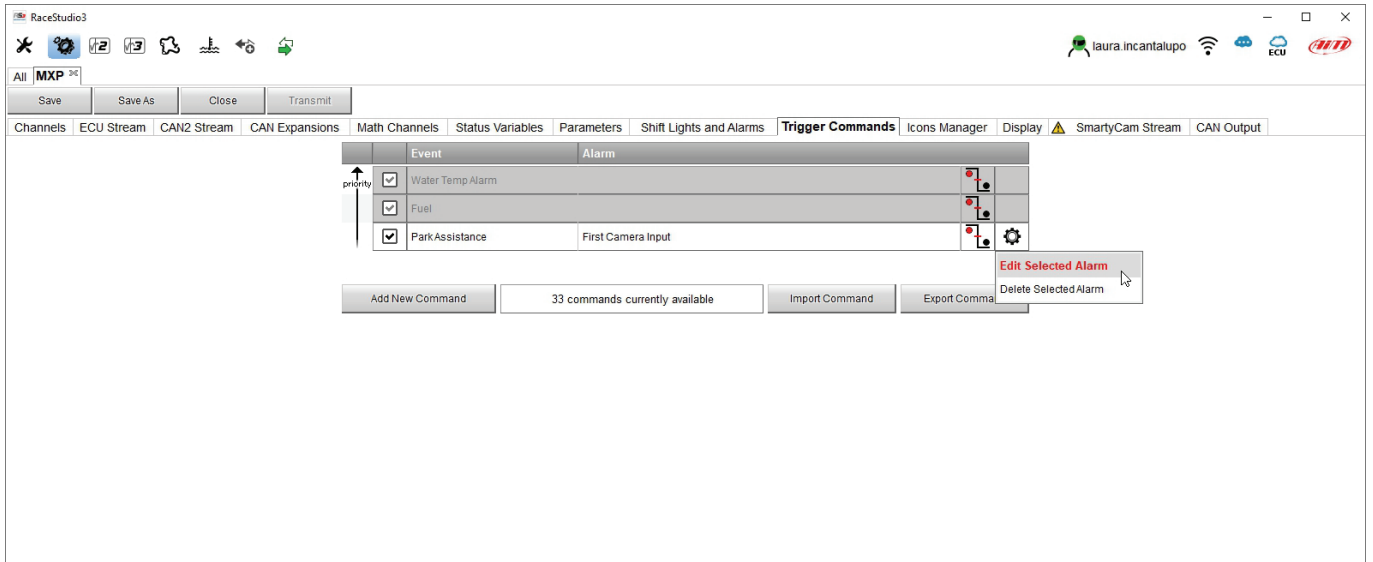 RaceStudio3
laura.incantalupo
ECU
AiM
All MXP
Save Save As Close Transmit
Channels ECU Stream CAN2 Stream CAN Expansions Math Channels Status Variables Parameters Shift Lights and Alarms Trigger Commands Icons Manager Display SmartyCam Stream CAN Output
Event Alarm
priority Water Temp Alarm
Fuel
Park Assistance First Camera Input
Edit Selected Alarm
Delete Selected Alarm
Add New Command 33 commands currently available Import Command Export Comma